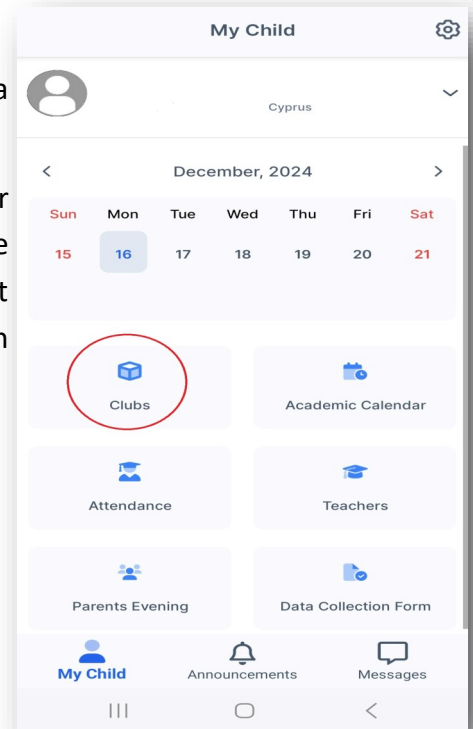 My Child
a
Cyprus
December, 2024
r
Sun Mon Tue Wed Thu Fri Sat
e
15 16 17 18 19 20 21
t
n
Clubs Academic Calendar
Attendance Teachers
Parents Evening Data Collection Form
My Child Announcements Messages